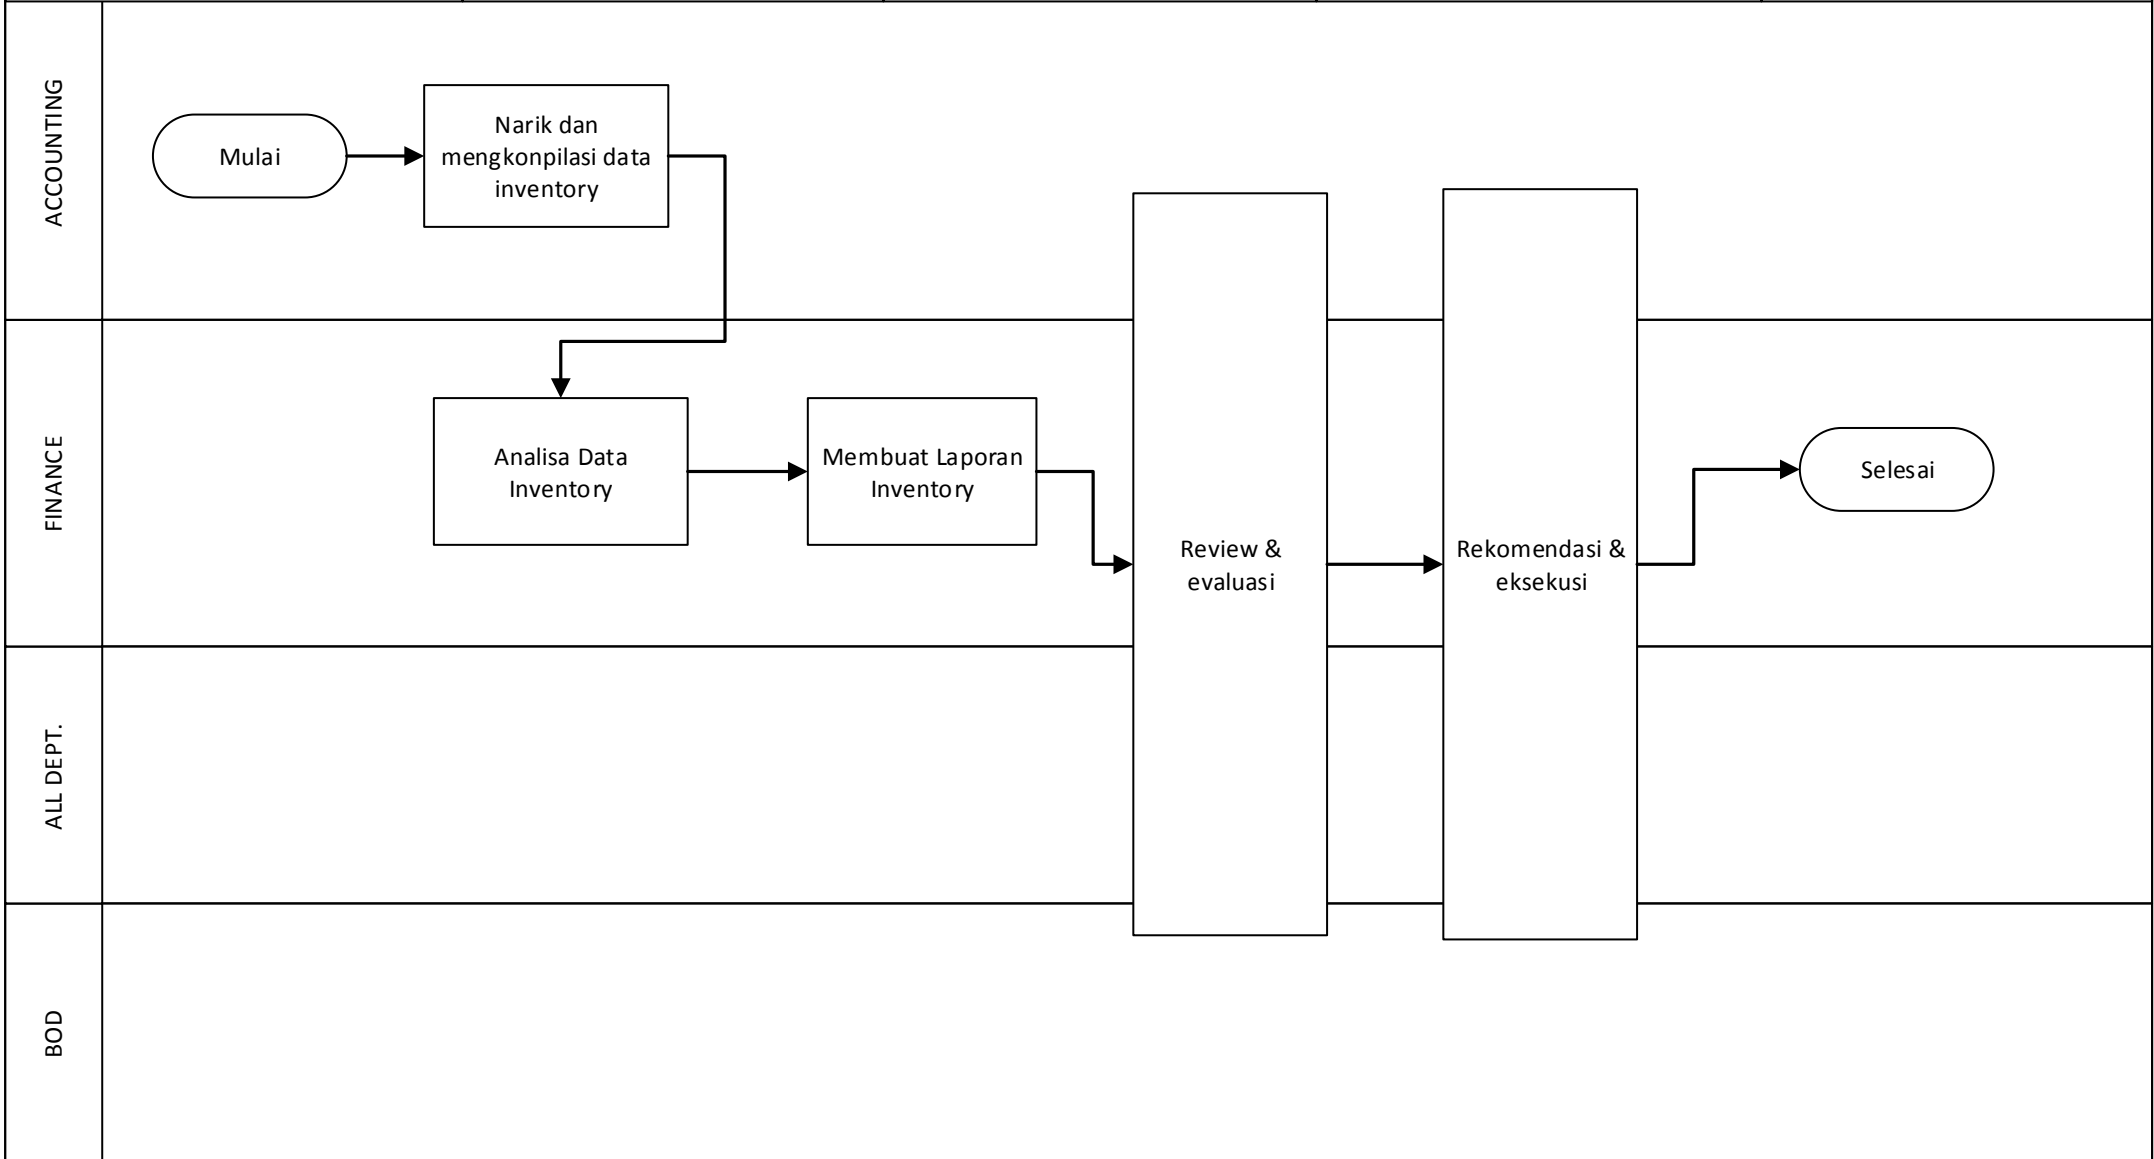 ACCOUNTING
Mulai
Narik dan
mengkonpilasi data
inventory
FINANCE
Analisa Data
Inventory
Membuat Laporan
Inventory
Review &
evaluasi
Rekomendasi &
eksekusi
Selesai
ALL DEPT.
BOD